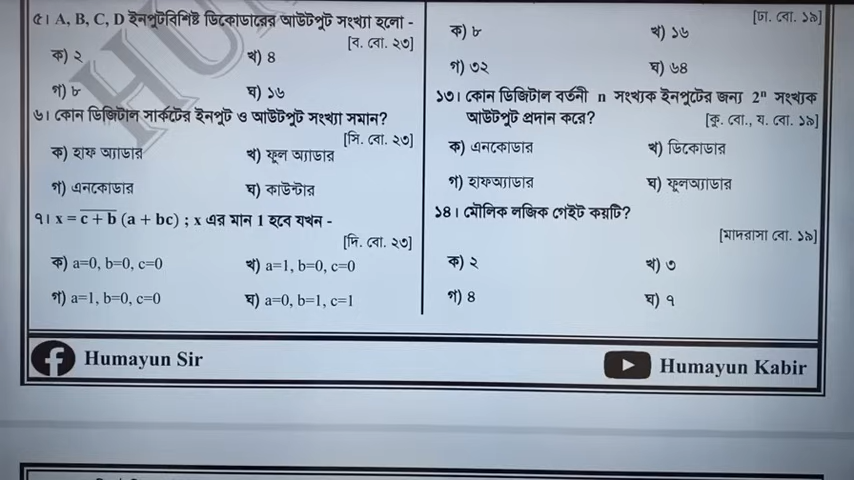 ৫। A, B, C, D ইনপুটবিশিষ্ট ডিকোডারের আউটপুট সংখ্যা হলো -
[ব. বো. ২৩]
ক) ২
খ) 4
গ) ৮
ঘ) ১৬
৬। কোন ডিজিটাল সার্কটের ইনপুট ও আউটপুট সংখ্যা সমান?
[সি. বো. ২৩]
ক) হাফ অ্যাডার
খ) ফুল অ্যাডার
গ) এনকোডার
ঘ) কাউন্টার
৭। x = c + b (a + bc) ; x এর মান 1 হবে যখন -
[দি. বো. ২৩]
ক) a=0, b=0, c=0
খ) a=1, b=0, c=0
গ) a=1, b=0, c=0
ঘ) a=0, b=1, c=1
[ঢা. বো. ১৯]
ক) ৮
খ) ১৬
গ) ৩২
ঘ) ৬৪
১৩। কোন ডিজিটাল বর্তনী n সংখ্যক ইনপুটের জন্য 2ⁿ সংখ্যক
আউটপুট প্রদান করে?
[কু. বো., য. বো. ১৯]
ক) এনকোডার
খ) ডিকোডার
গ) হাফঅ্যাডার
ঘ) ফুলঅ্যাডার
১৪। মৌলিক লজিক গেইট কয়টি?
[মাদরাসা বো. ১৯]
ক) ২
খ) ৩
গ) 4
ঘ) ৭
Humayun Sir
Humayun Kabir